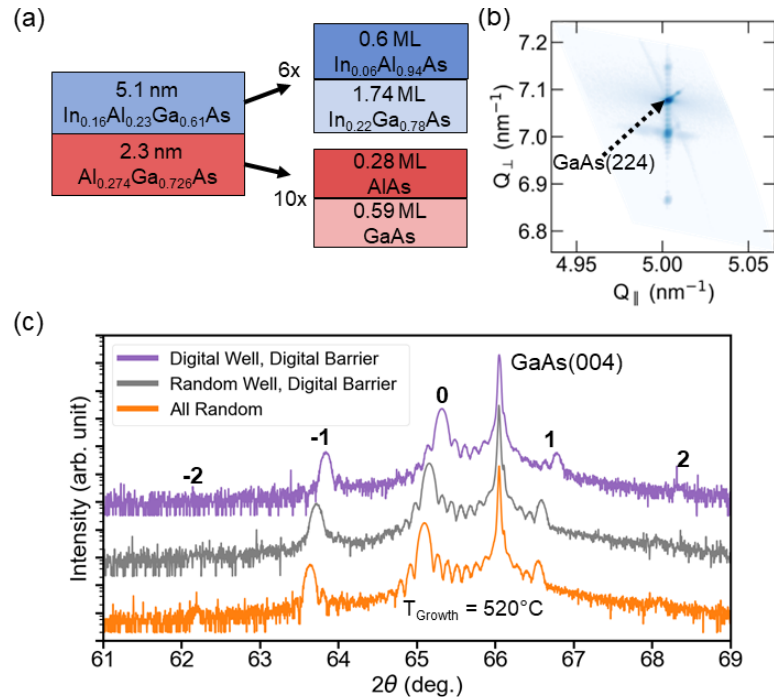 (a)
5.1 nm
In0.16Al0.23Ga0.61As
2.3 nm
Al0.274Ga0.726As
6x
10x
0.6 ML
In0.06Al0.94As
1.74 ML
In0.22Ga0.78As
0.28 ML
AlAs
0.59 ML
GaAs
(b)
7.2
7.1
7.0
6.9
6.8
Q⊥ (nm⁻¹)
GaAs(224)
4.95 5.00 5.05
Q∥ (nm⁻¹)
(c)
Digital Well, Digital Barrier
Random Well, Digital Barrier
All Random
GaAs(004)
-2
-1
0
1
2
Intensity (arb. unit)
TGrowth = 520°C
61 62 63 64 65 66 67 68 69
2θ (deg.)